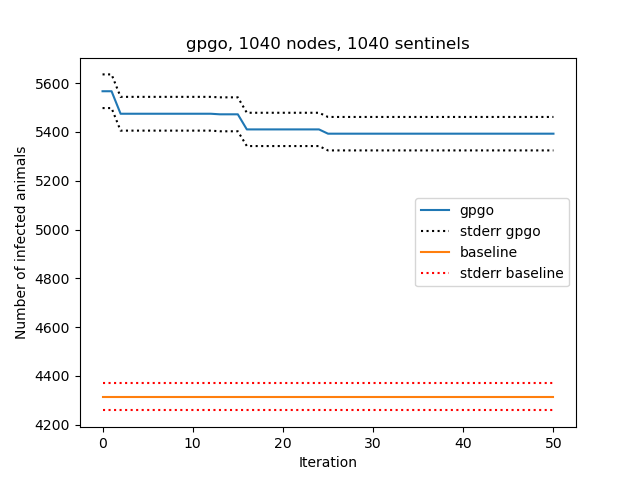 gpgo, 1040 nodes, 1040 sentinels
5600
5400
5200
5000
4800
4600
4400
4200
Number of infected animals
gpgo
stderr gpgo
baseline
stderr baseline
0 10 20 30 40 50
Iteration